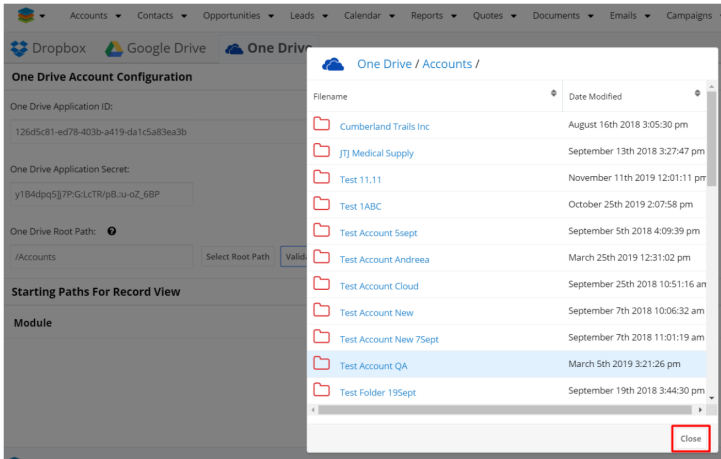 Accounts Contacts Opportunities Leads Calendar Reports Quotes Documents Emails Campaigns
Dropbox Google Drive One Drive
One Drive Account Configuration
One Drive Application ID:
126d5c81-ed78-403b-a419-da1c5a83ea3b
One Drive Application Secret:
One Drive Root Path:
/Accounts Select Root Path
Starting Paths For Record View
Module
One Drive / Accounts /
Filename Date Modified
Cumberland Trails Inc August 16th 2018 3:05:30 pm
JTJ Medical Supply September 13th 2018 3:27:47 pm
Test 11.11 November 11th 2019 12:01:11 pm
Test 1ABC October 25th 2019 2:07:58 pm
Test Account 5sept September 5th 2018 4:09:39 pm
Test Account Andreea March 25th 2019 12:31:02 pm
Test Account Cloud September 25th 2018 10:51:16 am
Test Account New September 7th 2018 10:06:32 am
Test Account New 7Sept September 7th 2018 11:01:19 am
Test Account QA March 5th 2019 3:21:26 pm
Test Folder 19Sept September 19th 2018 3:44:30 pm
Close